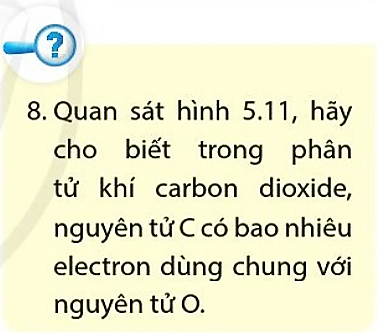 ?
8. Quan sát hình 5.11, hãy
cho biết trong phân
tử khí carbon dioxide,
nguyên tử C có bao nhiêu
electron dùng chung với
nguyên tử O.